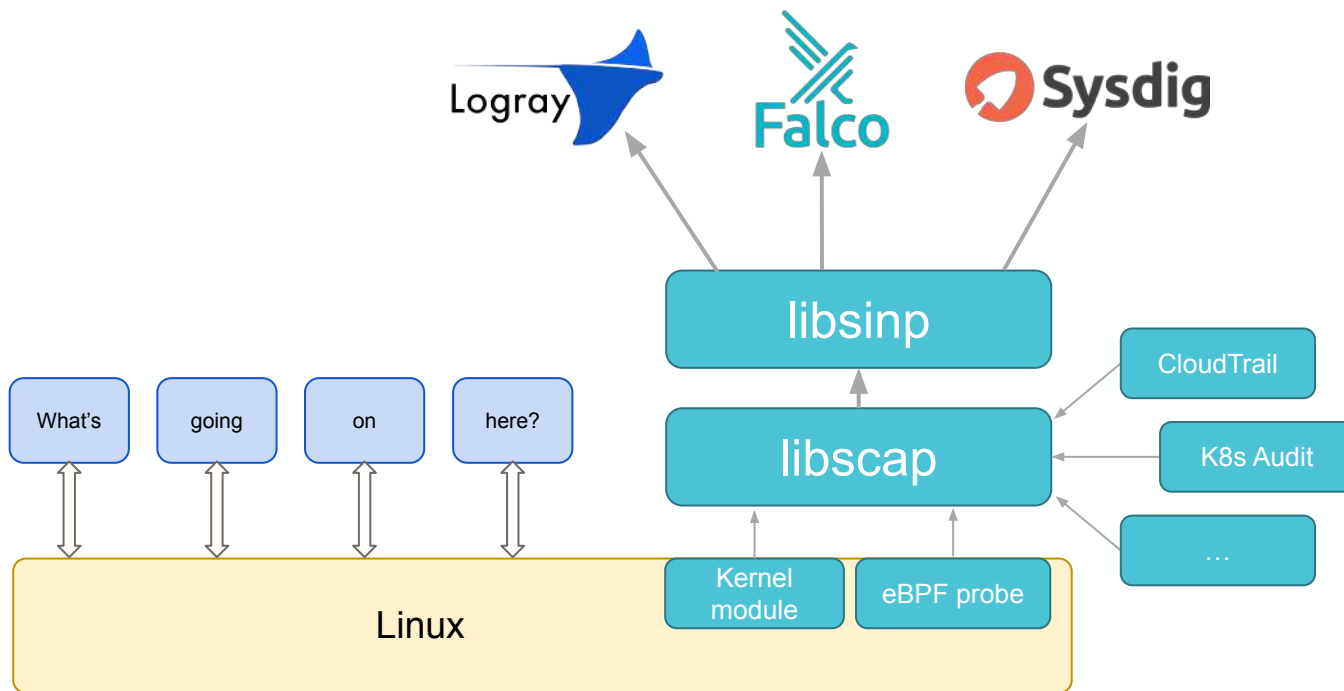 Logray
Falco
Sysdig
libsinp
CloudTrail
What's
going
on
here?
libscap
K8s Audit
…
Kernel
module
eBPF probe
Linux